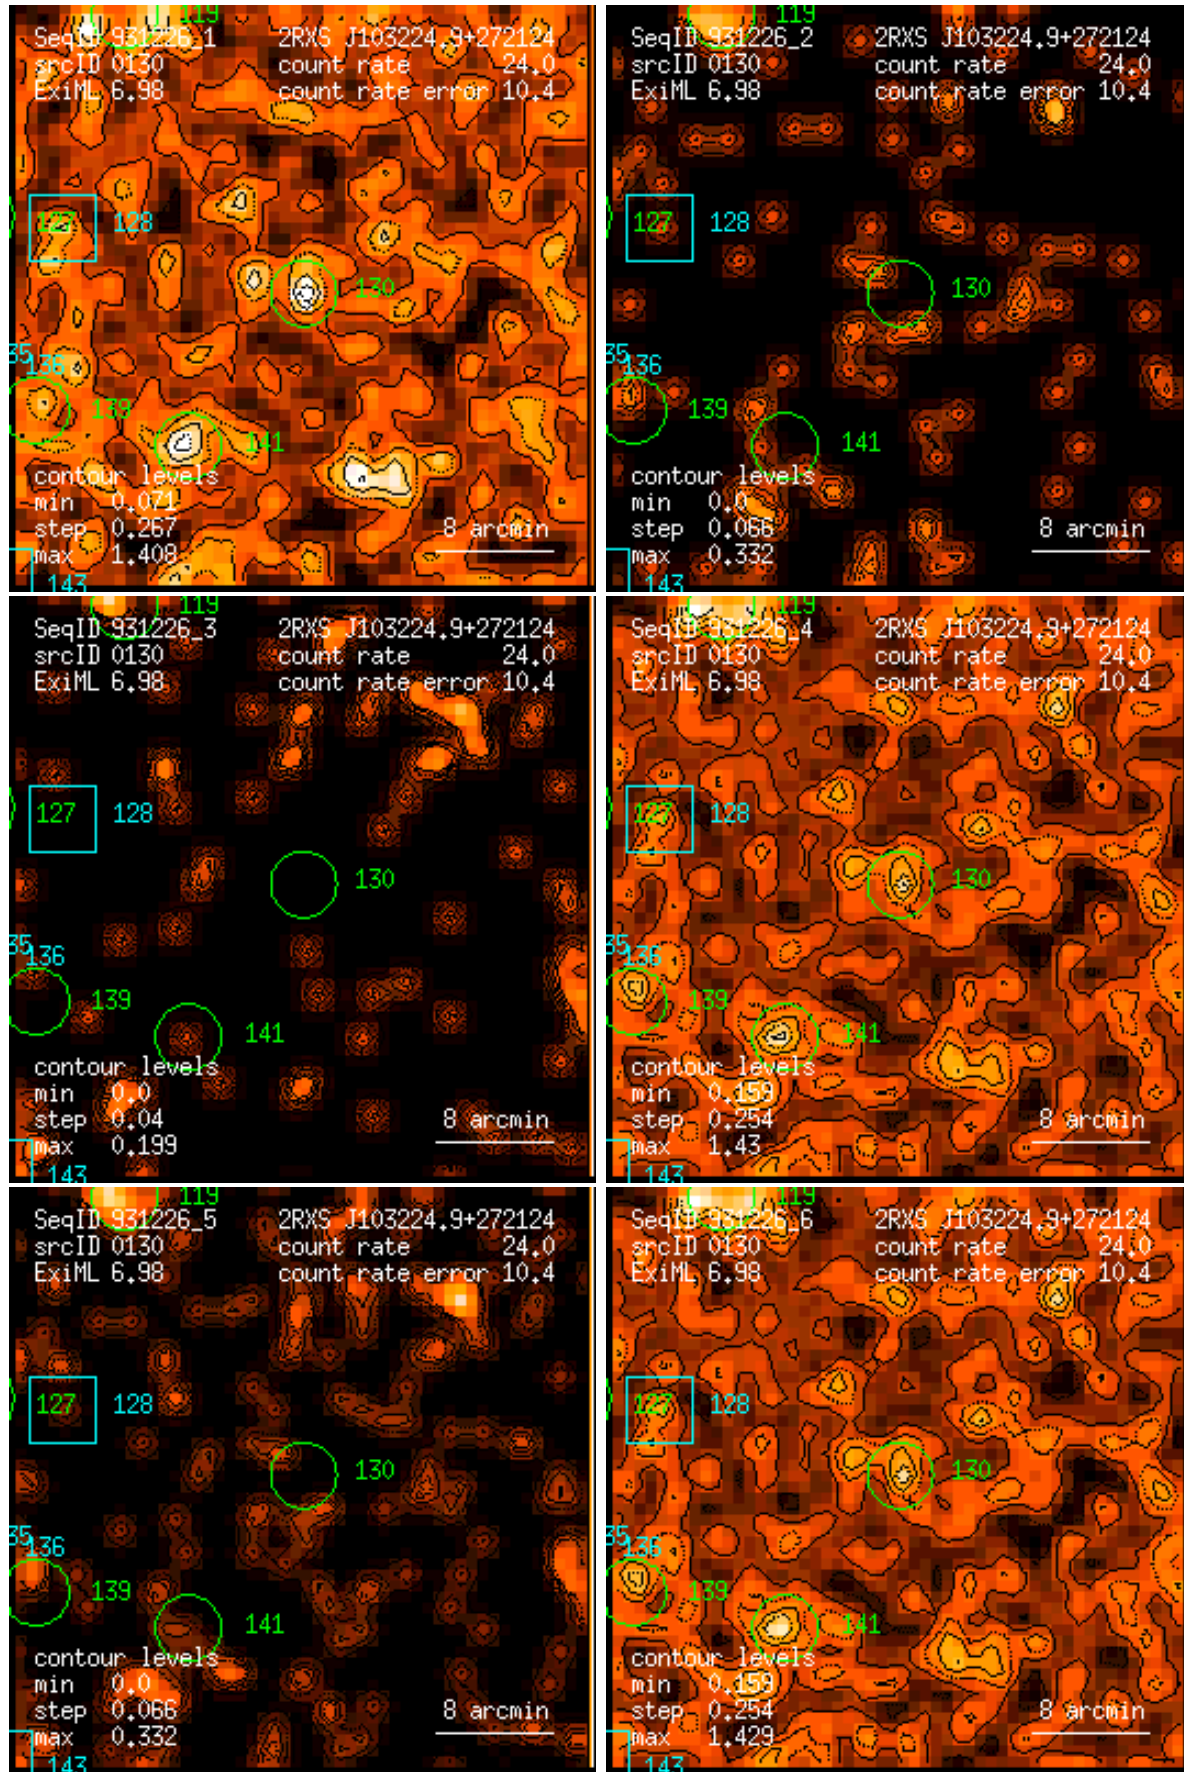 119
SeqID 931226_1 2RXS J103224.9+272124
srcID 0130 count rate 24.0
ExiML 6.98 count rate error 10.4
127 128
130
35
136
139
141
contour levels
min 0.071
step 0.267 8 arcmin
max 1.408
143
119
SeqID 931226_2 2RXS J103224.9+272124
srcID 0130 count rate 24.0
ExiML 6.98 count rate error 10.4
127 128
130
35
136
139
141
contour levels
min 0.0
step 0.066 8 arcmin
max 0.332
143
119
SeqID 931226_3 2RXS J103224.9+272124
srcID 0130 count rate 24.0
ExiML 6.98 count rate error 10.4
127 128
130
35
136
139
141
contour levels
min 0.0
step 0.04 8 arcmin
max 0.199
143
119
SeqID 931226_4 2RXS J103224.9+272124
srcID 0130 count rate 24.0
ExiML 6.98 count rate error 10.4
127 128
130
35
136
139
141
contour levels
min 0.159
step 0.254 8 arcmin
max 1.43
143
119
SeqID 931226_5 2RXS J103224.9+272124
srcID 0130 count rate 24.0
ExiML 6.98 count rate error 10.4
127 128
130
35
136
139
141
contour levels
min 0.0
step 0.066 8 arcmin
max 0.332
143
119
SeqID 931226_6 2RXS J103224.9+272124
srcID 0130 count rate 24.0
ExiML 6.98 count rate error 10.4
127 128
130
35
136
139
141
contour levels
min 0.159
step 0.254 8 arcmin
max 1.429
143